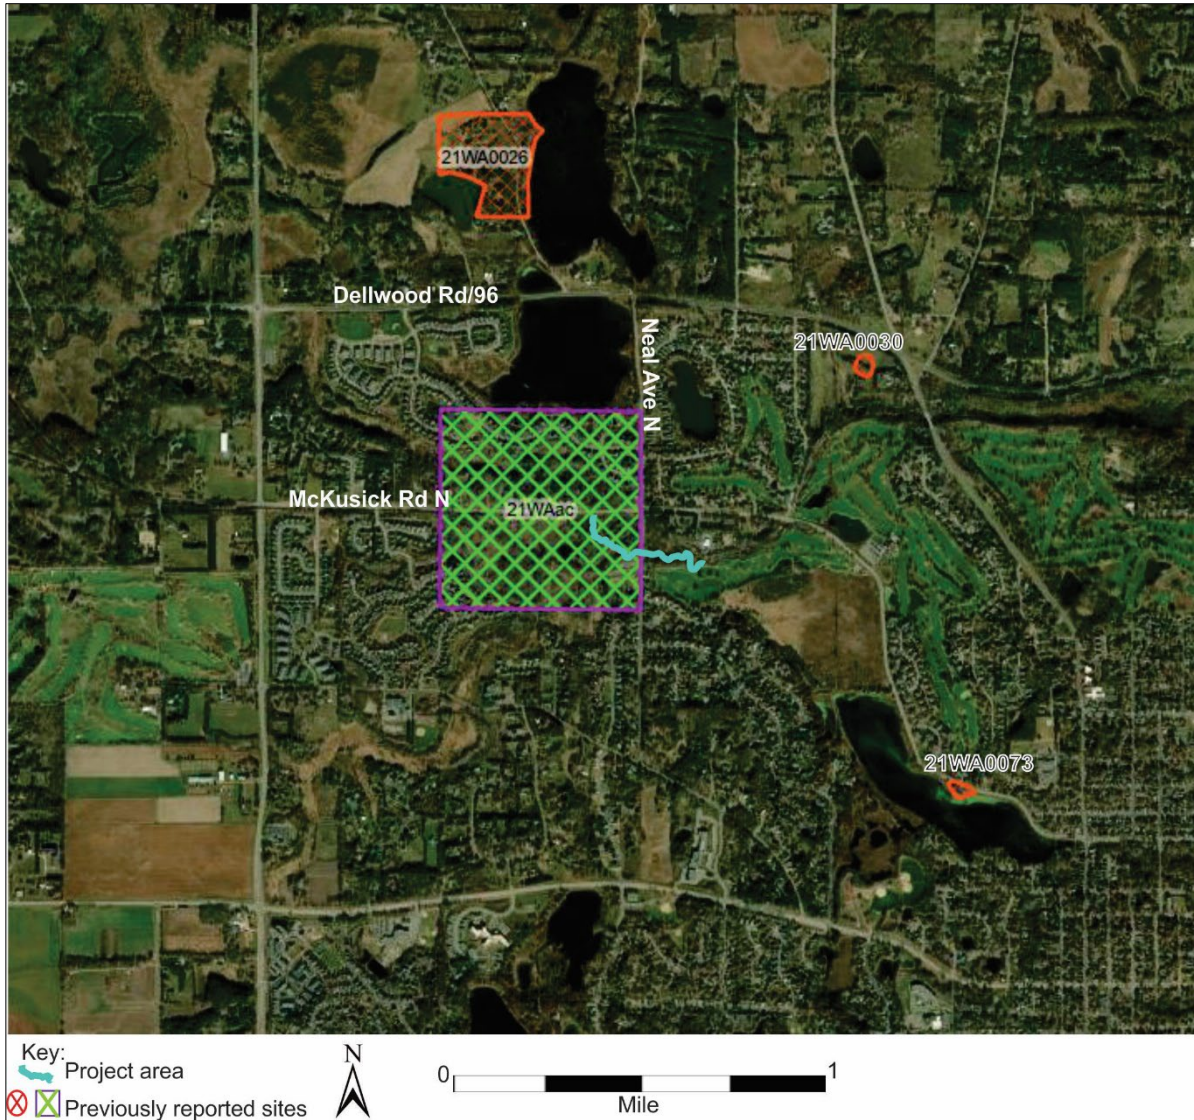 21WA0026
Dellwood Rd/96
Neal Ave N
21WA0030
McKusick Rd N
21WAac
21WA0073
Key:
Project area
Previously reported sites
N
0
1
Mile